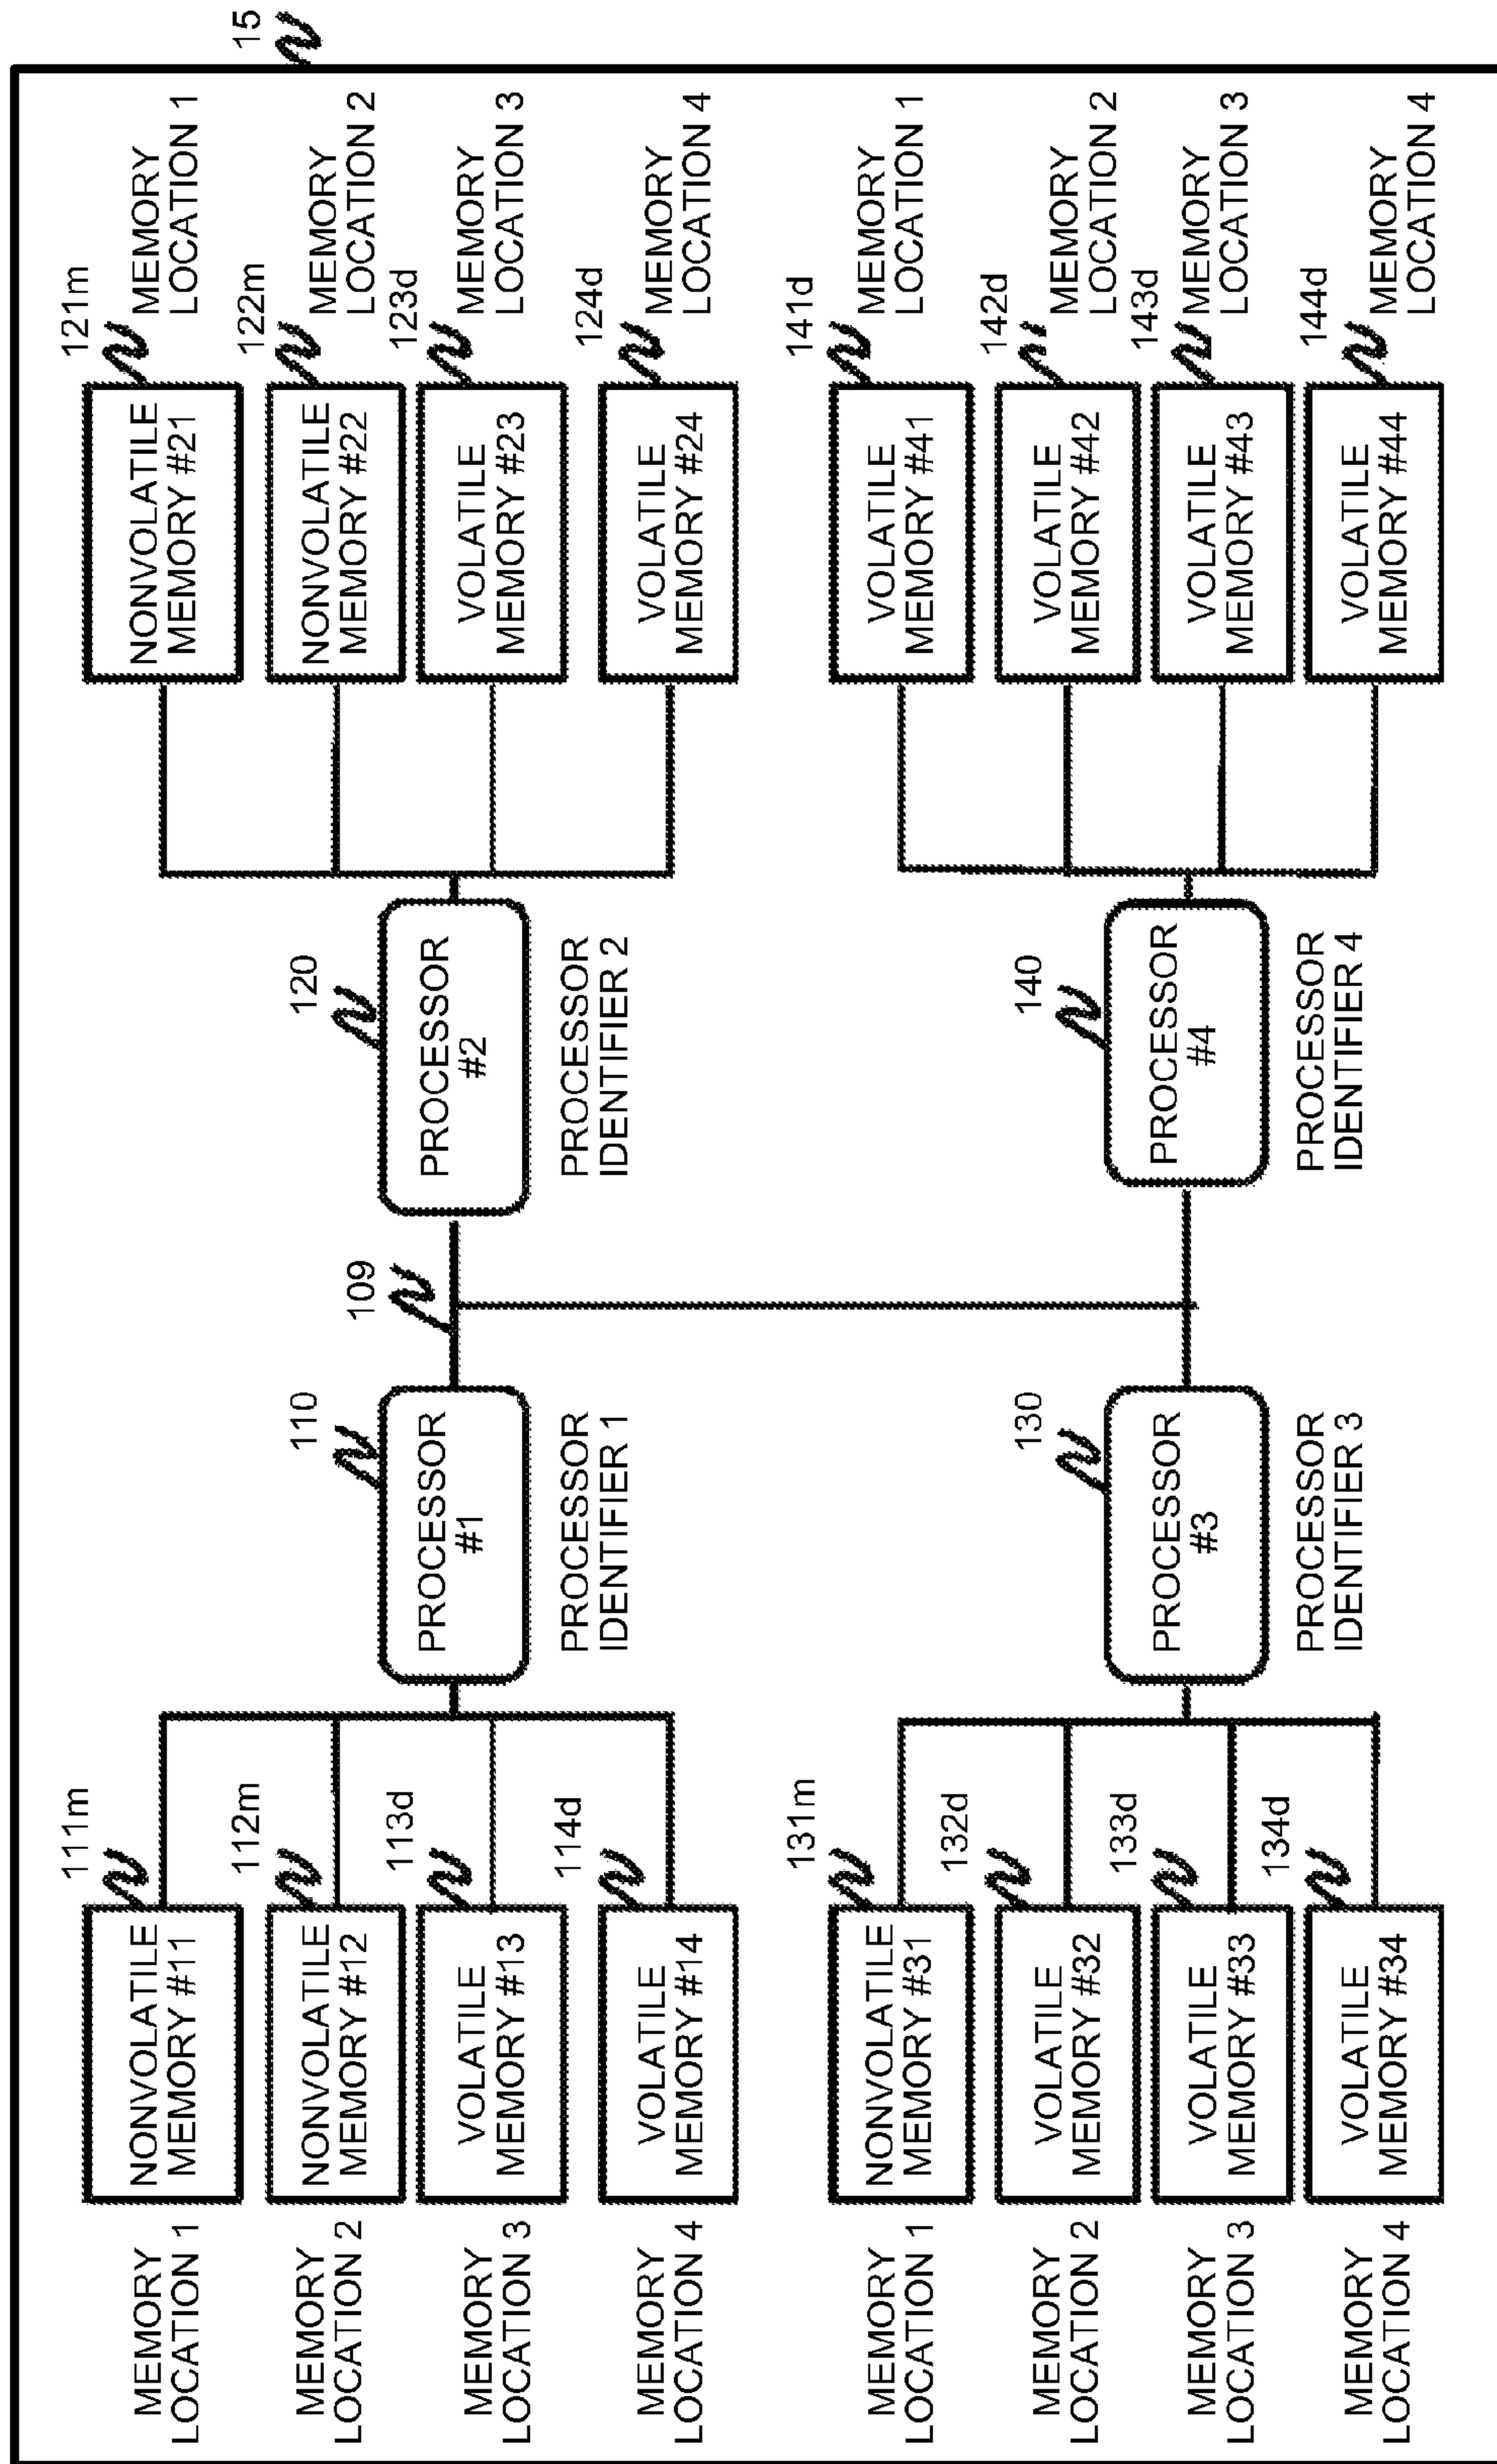 15
MEMORY
LOCATION 1
NONVOLATILE
MEMORY #11
111m
MEMORY
LOCATION 2
NONVOLATILE
MEMORY #12
112m
MEMORY
LOCATION 3
VOLATILE
MEMORY #13
113d
MEMORY
LOCATION 4
VOLATILE
MEMORY #14
114d
110
PROCESSOR
#1
PROCESSOR
IDENTIFIER 1
109
120
PROCESSOR
#2
PROCESSOR
IDENTIFIER 2
121m
NONVOLATILE
MEMORY #21
MEMORY
LOCATION 1
122m
NONVOLATILE
MEMORY #22
MEMORY
LOCATION 2
123d
VOLATILE
MEMORY #23
MEMORY
LOCATION 3
124d
VOLATILE
MEMORY #24
MEMORY
LOCATION 4
MEMORY
LOCATION 1
NONVOLATILE
MEMORY #31
131m
MEMORY
LOCATION 2
VOLATILE
MEMORY #32
132d
MEMORY
LOCATION 3
VOLATILE
MEMORY #33
133d
MEMORY
LOCATION 4
VOLATILE
MEMORY #34
134d
130
PROCESSOR
#3
PROCESSOR
IDENTIFIER 3
140
PROCESSOR
#4
PROCESSOR
IDENTIFIER 4
141d
VOLATILE
MEMORY #41
MEMORY
LOCATION 1
142d
VOLATILE
MEMORY #42
MEMORY
LOCATION 2
143d
VOLATILE
MEMORY #43
MEMORY
LOCATION 3
144d
VOLATILE
MEMORY #44
MEMORY
LOCATION 4